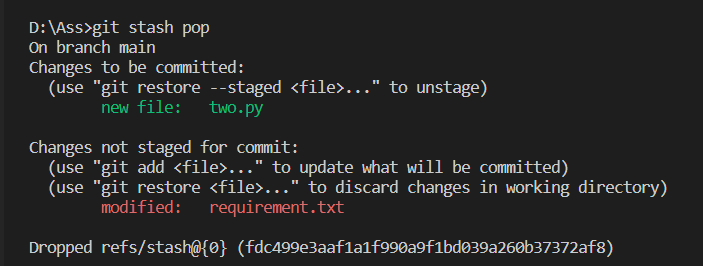 D:\Ass>git stash pop
On branch main
Changes to be committed:
  (use "git restore --staged <file>..." to unstage)
        new file:   two.py

Changes not staged for commit:
  (use "git add <file>..." to update what will be committed)
  (use "git restore <file>..." to discard changes in working directory)
        modified:   requirement.txt

Dropped refs/stash@{0} (fdc499e3aaf1a1f990a9f1bd039a260b37372af8)